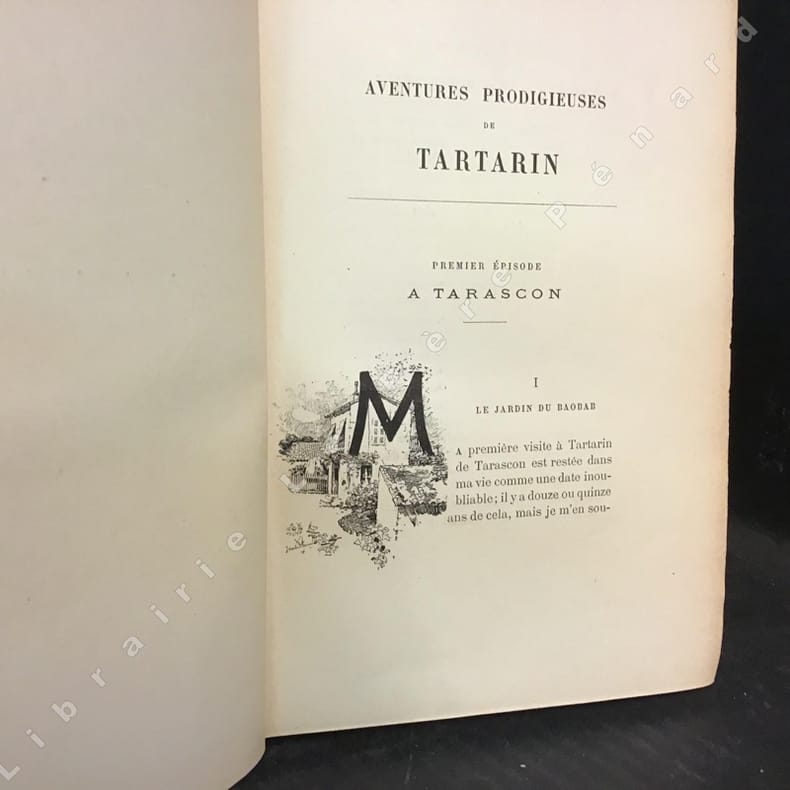 AVENTURES PRODIGIEUSES
DE
TARTARIN
PREMIER ÉPISODE
A TARASCON
I
LE JARDIN DU BAOBAB
MA première visite à Tartarin
de Tarascon est restée dans
ma vie comme une date inou-
bliable; il y a douze ou quinze
ans de cela, mais je m'en sou-
Librairie Père Pénard